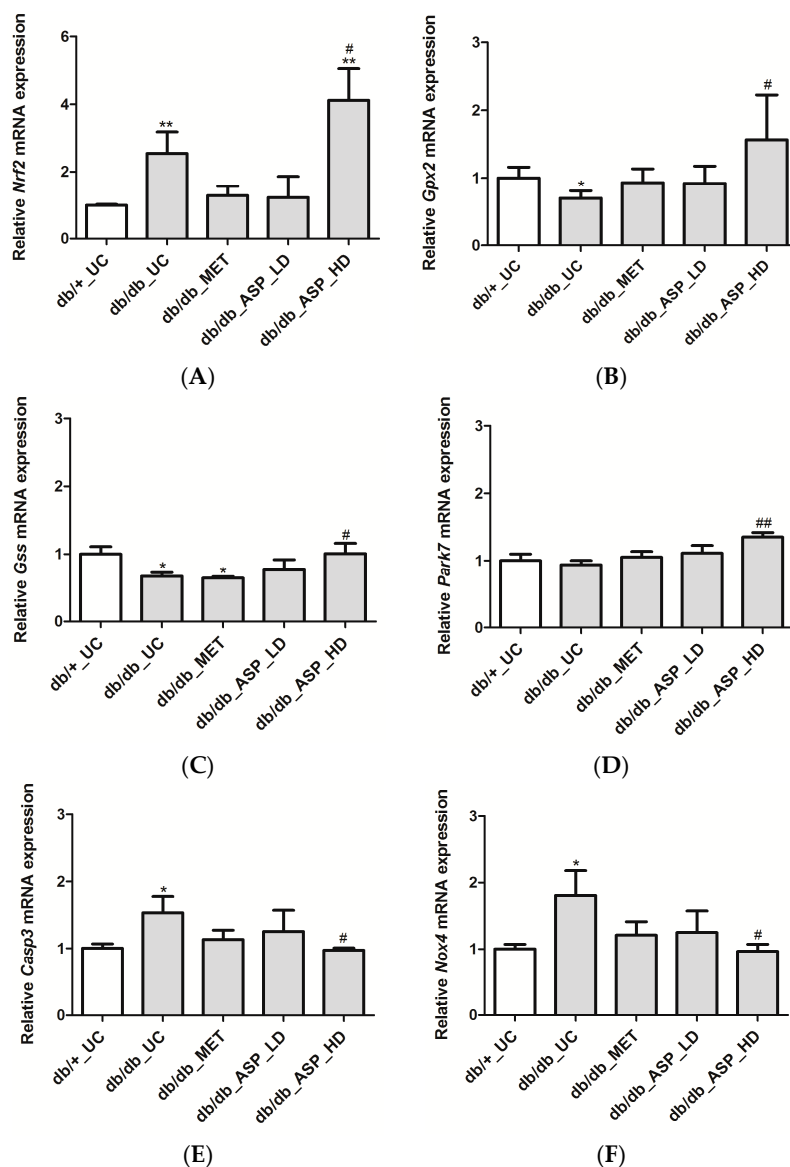 Relative Nrf2 mRNA expression
6
4
2
0
**
#
**
db/+_UC
db/db_UC
db/db_MET
db/db_ASP_LD
db/db_ASP_HD
(A)
Relative Gpx2 mRNA expression
3
2
1
0
*
#
db/+_UC
db/db_UC
db/db_MET
db/db_ASP_LD
db/db_ASP_HD
(B)
Relative Gss mRNA expression
3
2
1
0
*
*
#
db/+_UC
db/db_UC
db/db_MET
db/db_ASP_LD
db/db_ASP_HD
(C)
Relative Park7 mRNA expression
3
2
1
0
##
db/+_UC
db/db_UC
db/db_MET
db/db_ASP_LD
db/db_ASP_HD
(D)
Relative Casp3 mRNA expression
3
2
1
0
*
#
db/+_UC
db/db_UC
db/db_MET
db/db_ASP_LD
db/db_ASP_HD
(E)
Relative Nox4 mRNA expression
3
2
1
0
*
#
db/+_UC
db/db_UC
db/db_MET
db/db_ASP_LD
db/db_ASP_HD
(F)